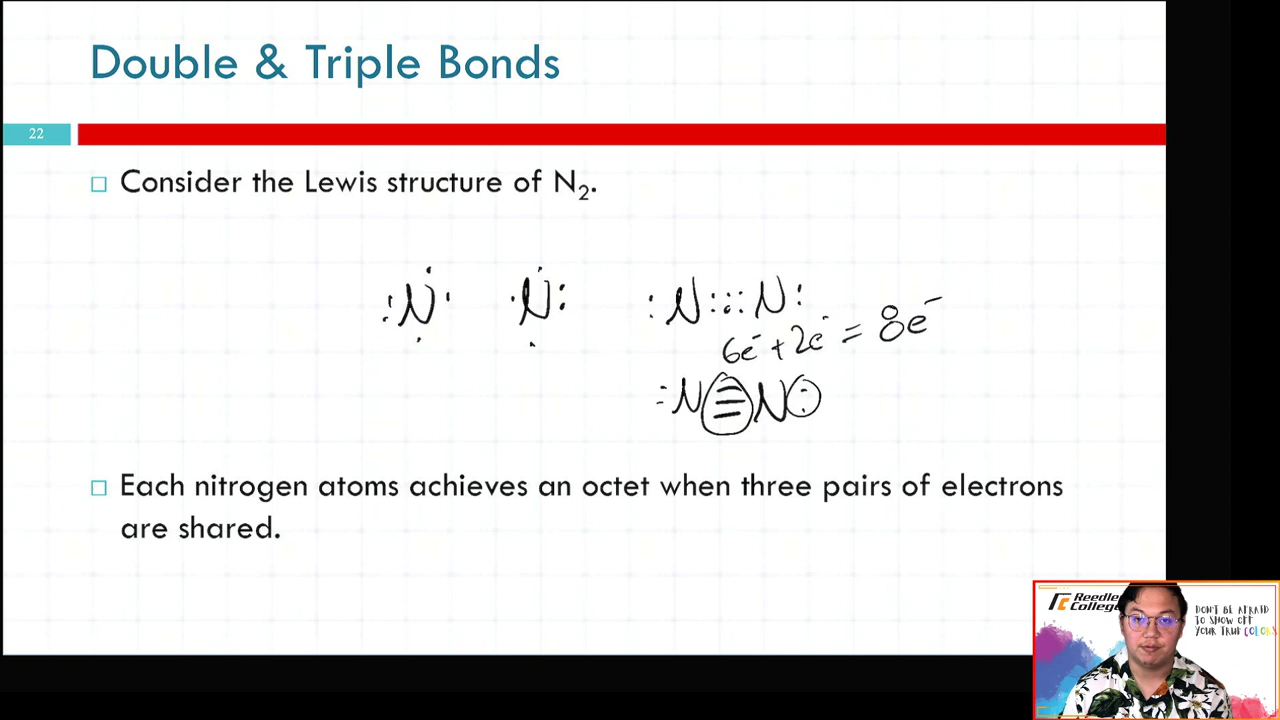 Double & Triple Bonds
22
Consider the Lewis structure of N₂.
:N· ·N: :N:::N:
6e⁻ + 2e⁻ = 8e⁻
:N≡N:
Each nitrogen atoms achieves an octet when three pairs of electrons
are shared.
Reedley
College
DON'T BE AFRAID
TO SHOW OFF
YOUR TRUE COLORS